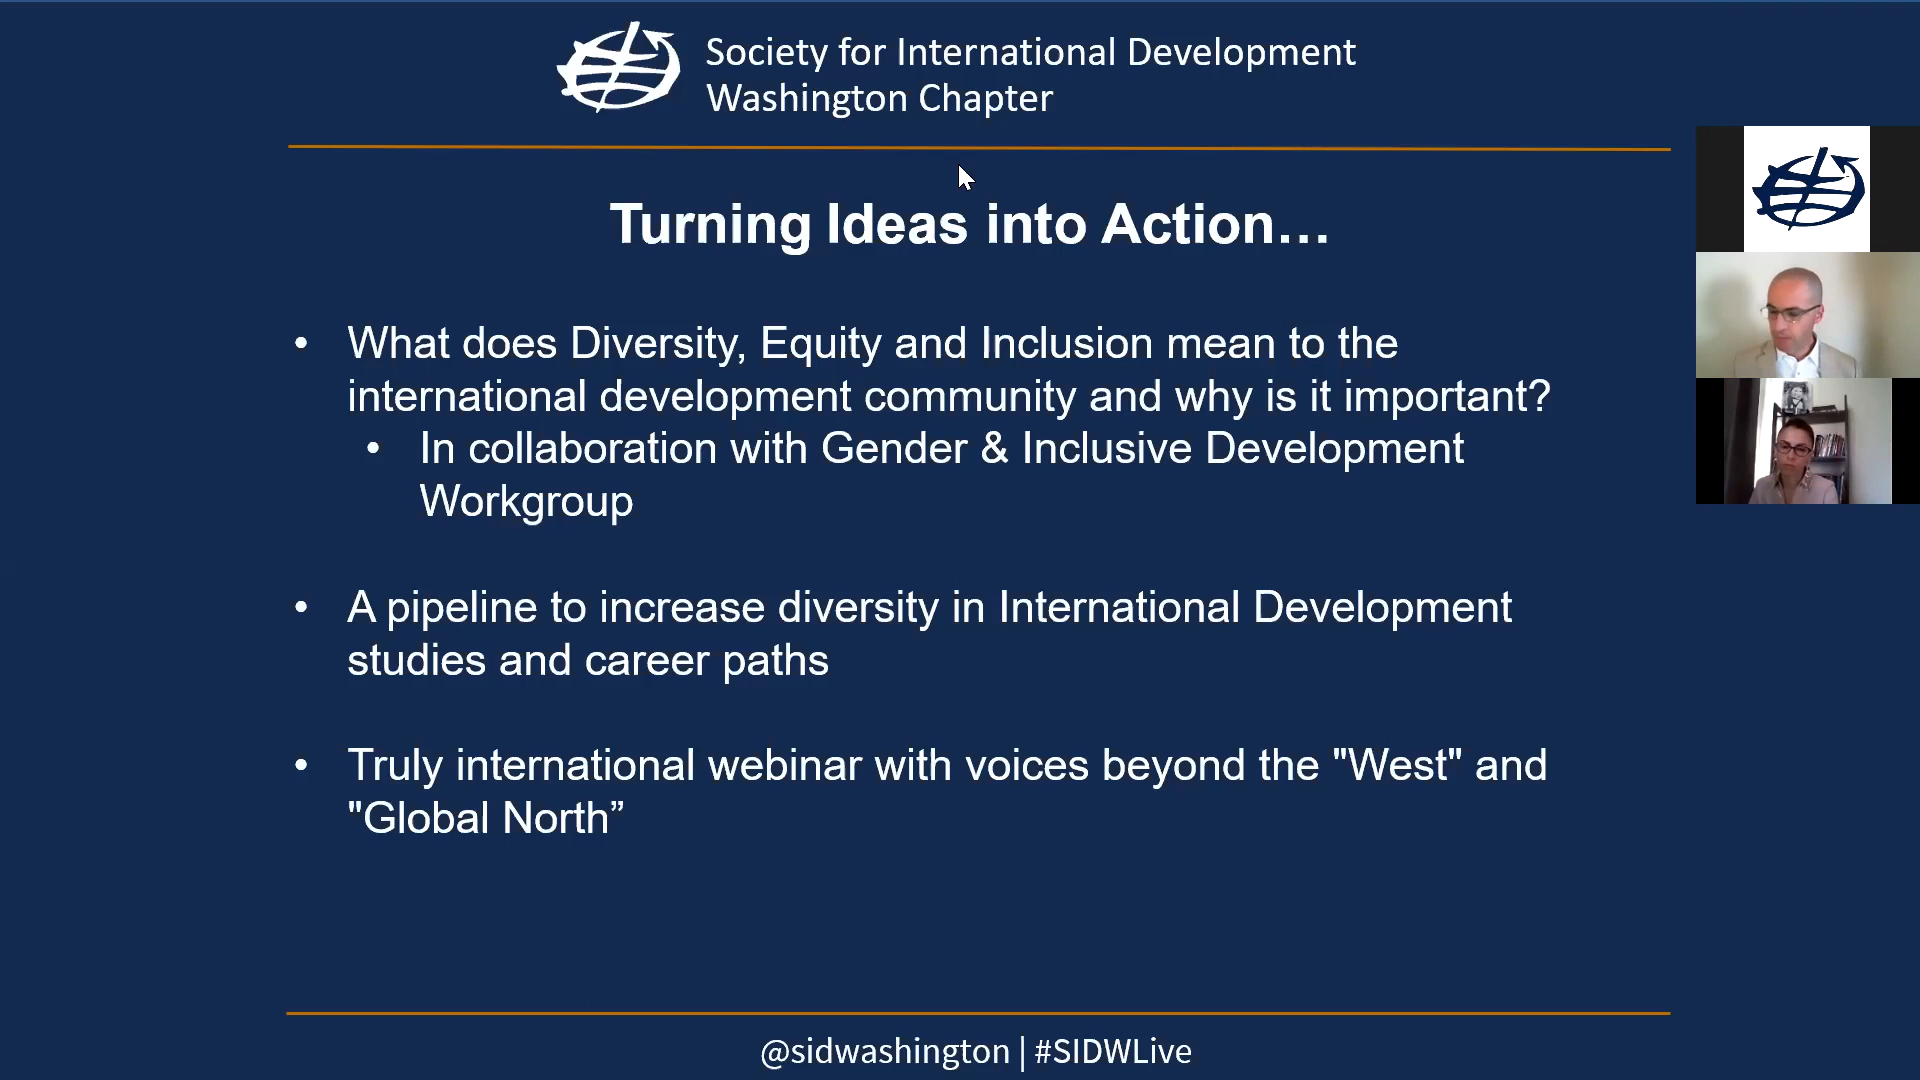 Society for International Development
Washington Chapter
Turning Ideas into Action…
• What does Diversity, Equity and Inclusion mean to the
international development community and why is it important?
• In collaboration with Gender & Inclusive Development
Workgroup
• A pipeline to increase diversity in International Development
studies and career paths
• Truly international webinar with voices beyond the "West" and
"Global North”
@sidwashington | #SIDWLive